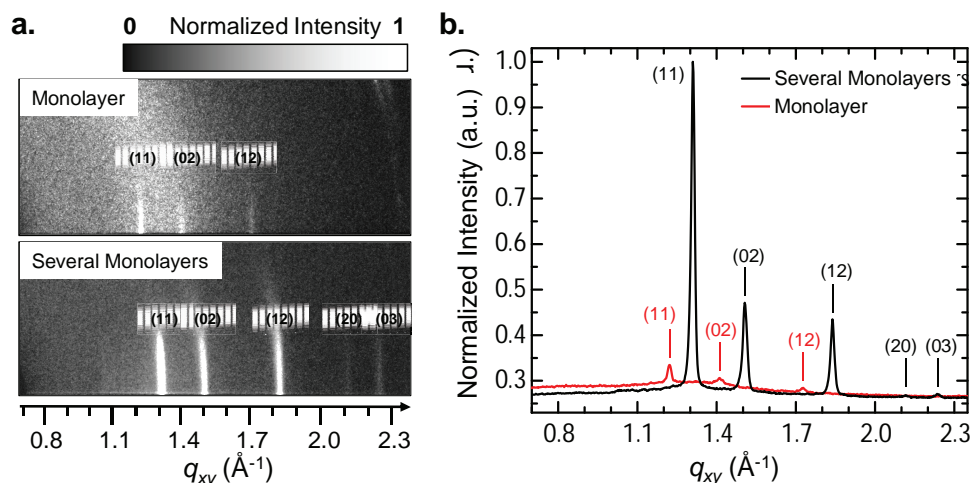 a.
0 Normalized Intensity 1
Monolayer
(11) (02) (12)
Several Monolayers
(11) (02) (12) (20) (03)
0.8 1.1 1.4 1.7 2.0 2.3
qxy (Å-1)
b.
Normalized Intensity (a.u.)
1.0
0.9
0.8
0.7
0.6
0.5
0.4
0.3
Several Monolayers
Monolayer
(11)
(02)
(12)
(20) (03)
(11)
(02)
(12)
0.8 1.1 1.4 1.7 2.0 2.3
qxy (Å-1)